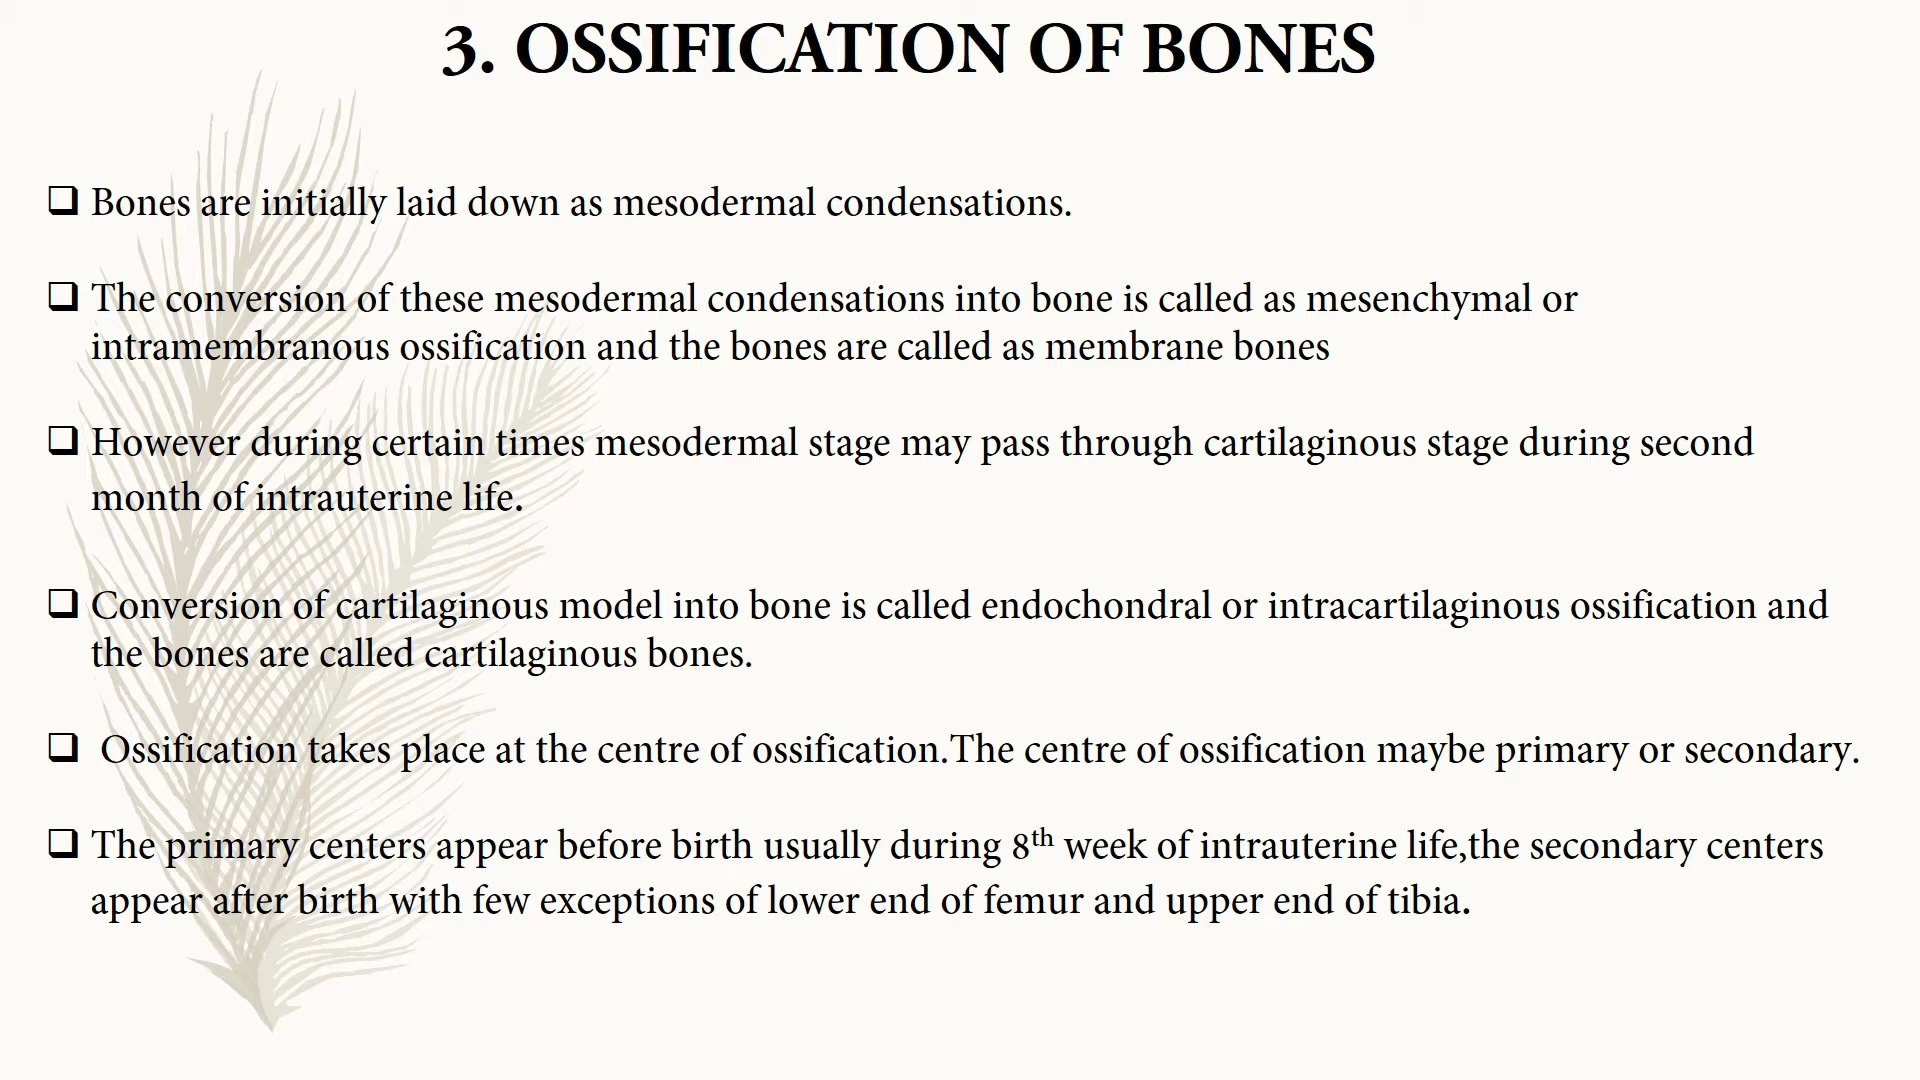 3. OSSIFICATION OF BONES
❑ Bones are initially laid down as mesodermal condensations.
❑ The conversion of these mesodermal condensations into bone is called as mesenchymal or
intramembranous ossification and the bones are called as membrane bones
❑ However during certain times mesodermal stage may pass through cartilaginous stage during second
month of intrauterine life.
❑ Conversion of cartilaginous model into bone is called endochondral or intracartilaginous ossification and
the bones are called cartilaginous bones.
❑ Ossification takes place at the centre of ossification.The centre of ossification maybe primary or secondary.
❑ The primary centers appear before birth usually during 8th week of intrauterine life,the secondary centers
appear after birth with few exceptions of lower end of femur and upper end of tibia.